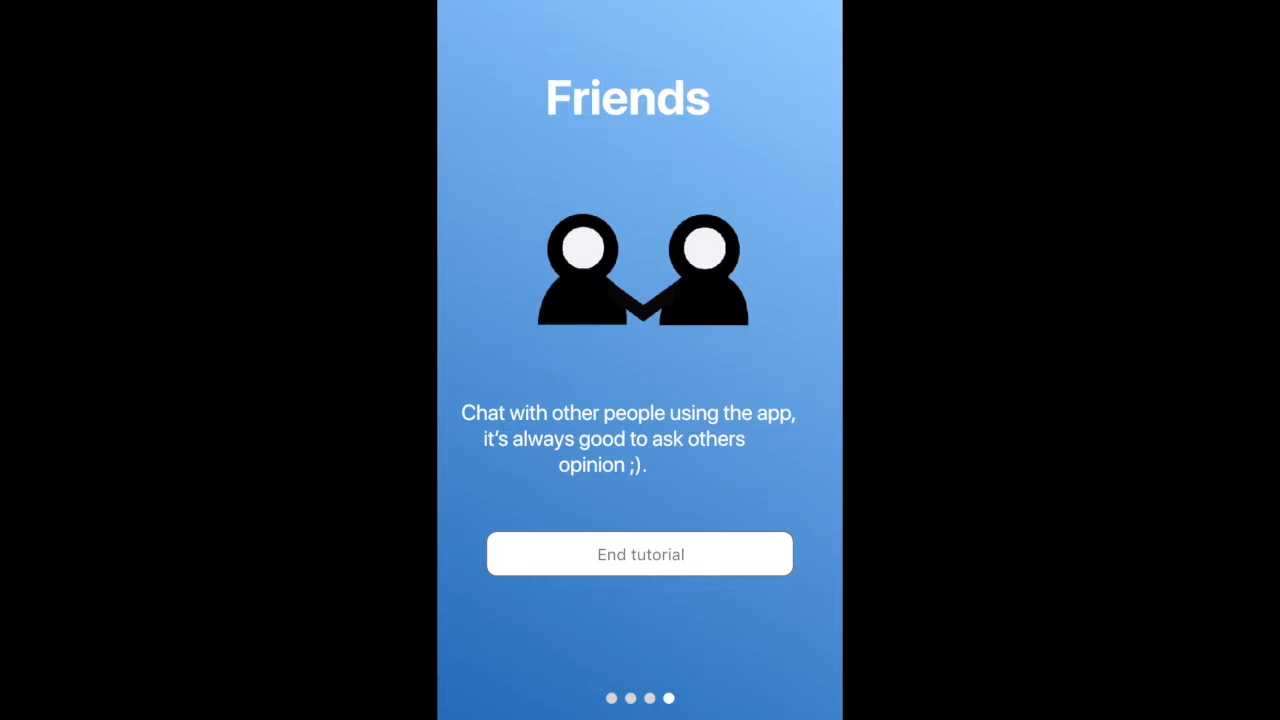 Friends
Chat with other people using the app,
it’s always good to ask others
opinion ;).
End tutorial